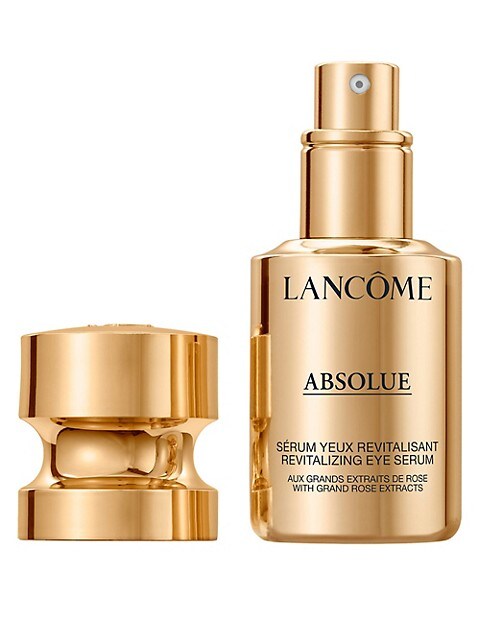 LANCÔME
ABSOLUE
SÉRUM YEUX REVITALISANT
REVITALIZING EYE SERUM
AUX GRANDS EXTRAITS DE ROSE
WITH GRAND ROSE EXTRACTS